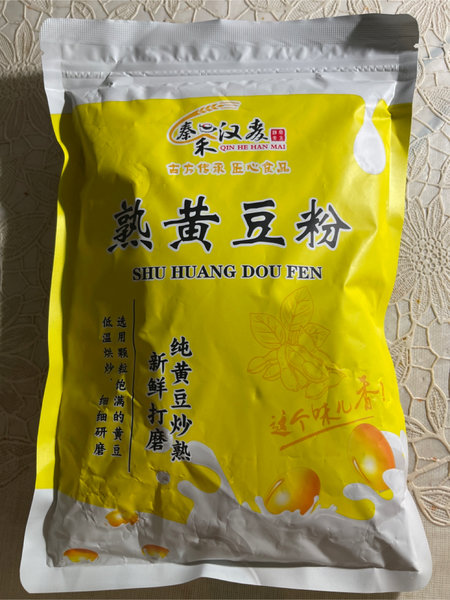 秦禾汉麦
QIN HE HAN MAI
古方传承 匠心食品
熟黄豆粉
SHU HUANG DOU FEN
纯黄豆炒熟
新鲜打磨
选用颗粒饱满的黄豆
低温烘炒，细细研磨
这个味儿香！